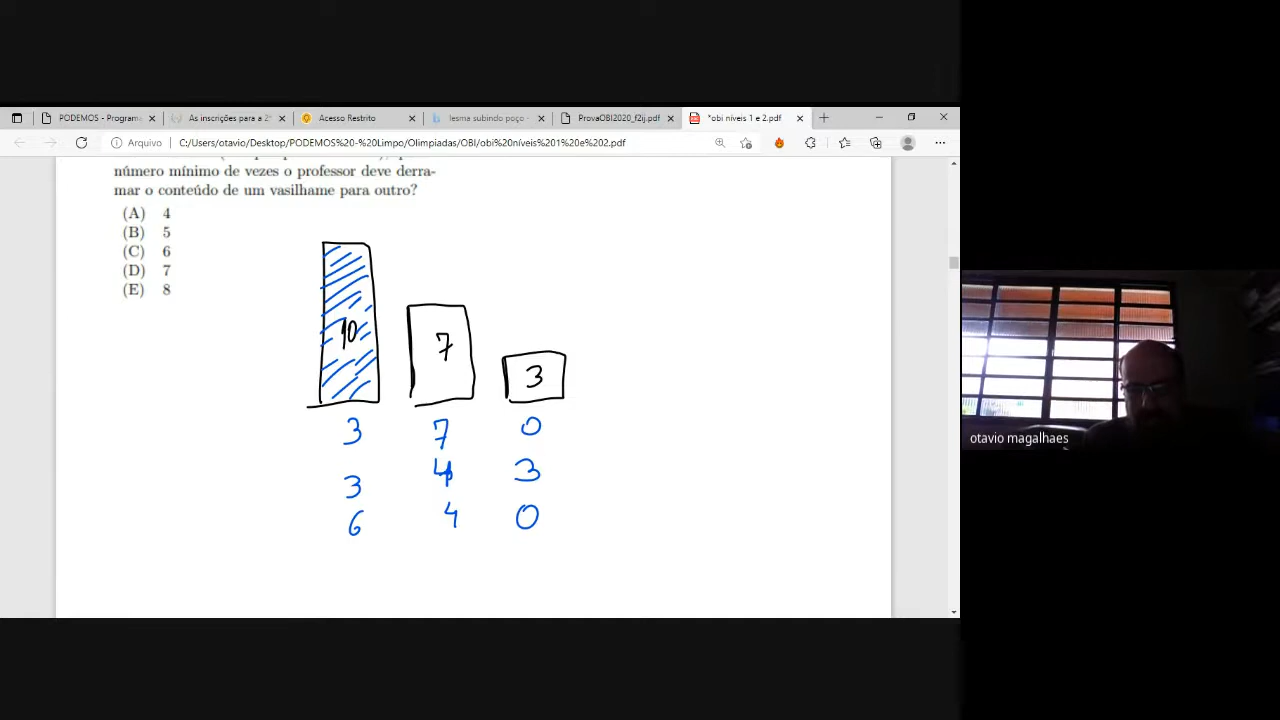 PODEMOS - Programa
As inscrições para a 2ª
Acesso Restrito
lesma subindo poço -
ProvaOBI2020_f2ij.pdf
*obi níveis 1 e 2.pdf
Arquivo
C:/Users/otavio/Desktop/PODEMOS%20-%20Limpo/Olimpiadas/OBI/obi%20níveis%201%20e%202.pdf
número mínimo de vezes o professor deve derra-
mar o conteúdo de um vasilhame para outro?
(A) 4
(B) 5
(C) 6
(D) 7
(E) 8
10 7 3
3 7 0
3 4 3
6 4 0
otavio magalhaes